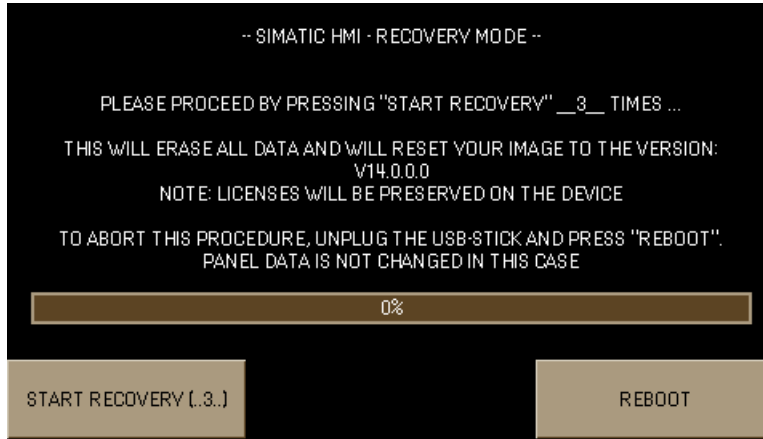 -- SIMATIC HMI - RECOVERY MODE --
PLEASE PROCEED BY PRESSING "START RECOVERY" __3__ TIMES ...
THIS WILL ERASE ALL DATA AND WILL RESET YOUR IMAGE TO THE VERSION:
V14.0.0.0
NOTE: LICENSES WILL BE PRESERVED ON THE DEVICE
TO ABORT THIS PROCEDURE, UNPLUG THE USB-STICK AND PRESS "REBOOT".
PANEL DATA IS NOT CHANGED IN THIS CASE
0%
START RECOVERY (..3..)
REBOOT